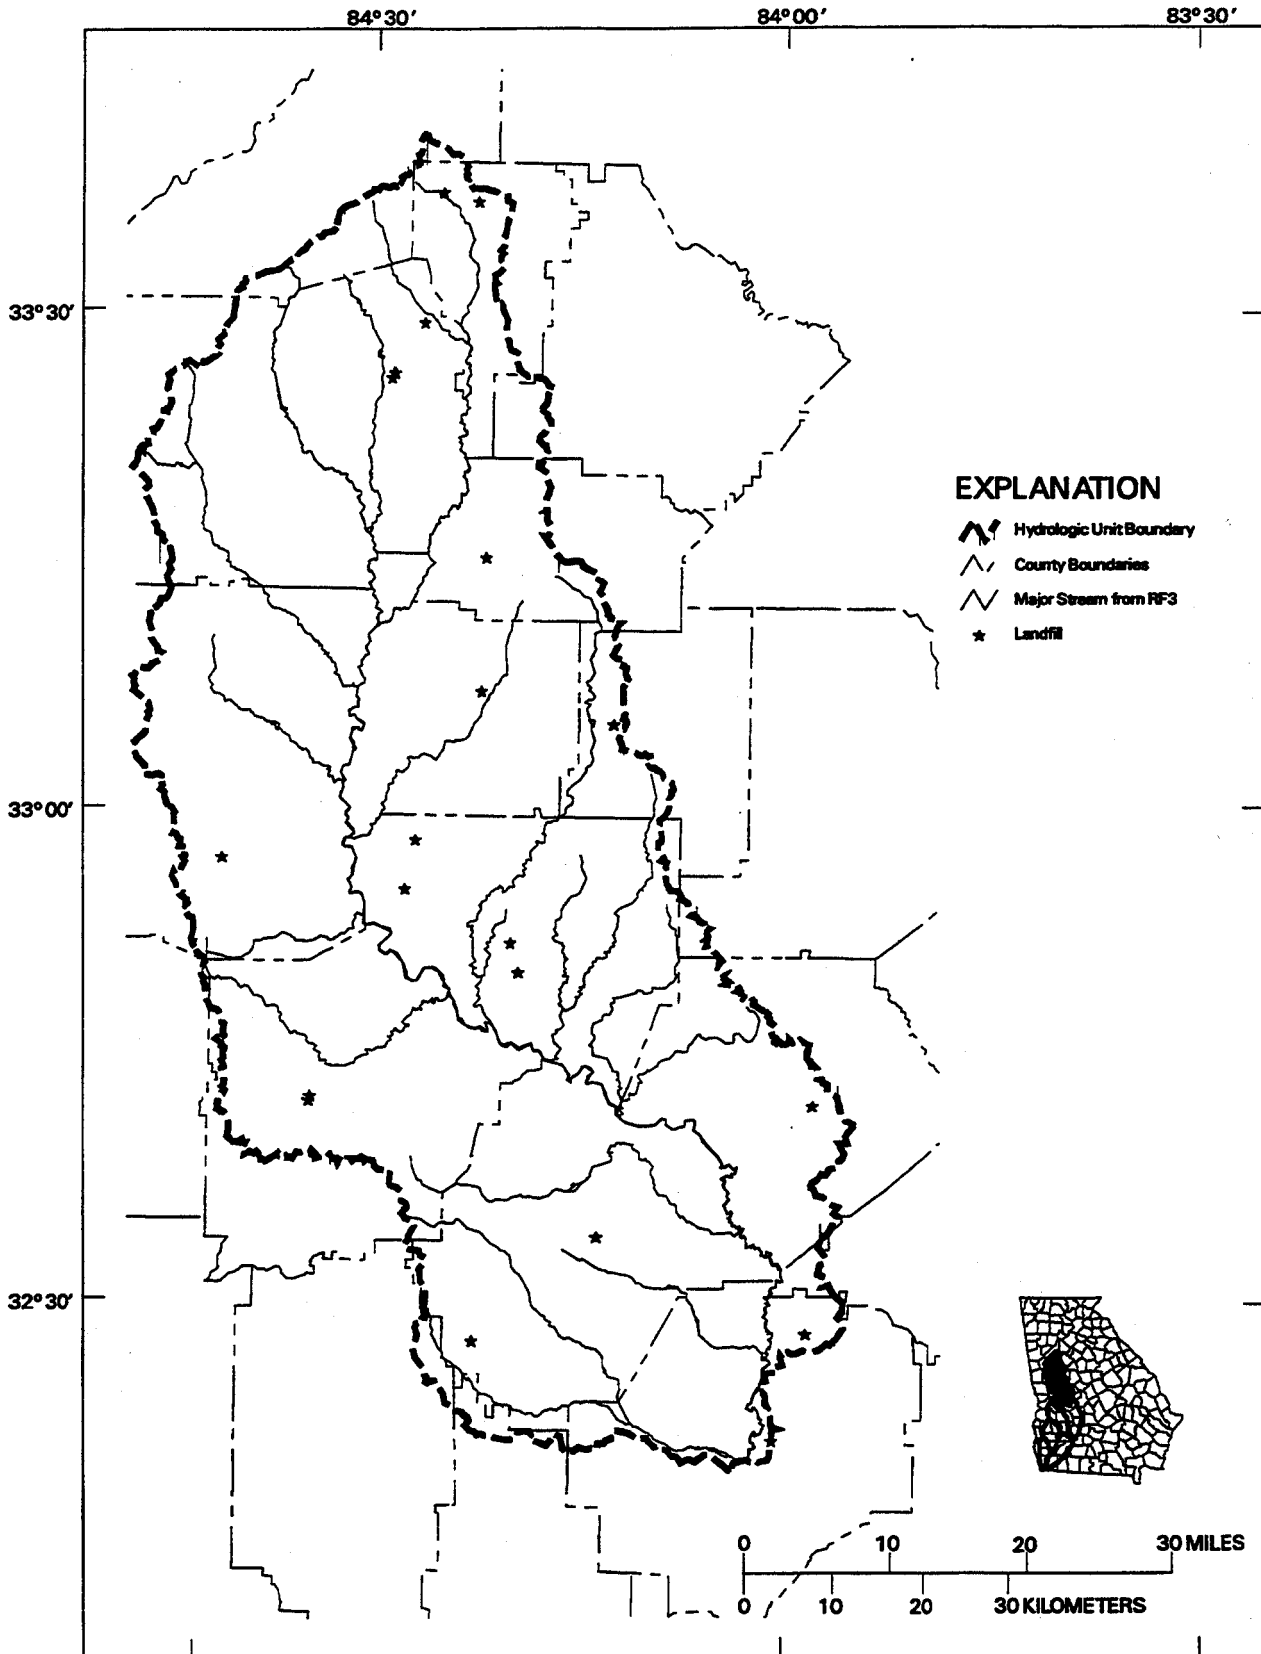 84°30′ 84°00′ 83°30′
33°30′
EXPLANATION
Hydrologic Unit Boundary
County Boundaries
Major Stream from RF3
Landfill
33°00′
32°30′
0 10 20 30 MILES
0 10 20 30 KILOMETERS